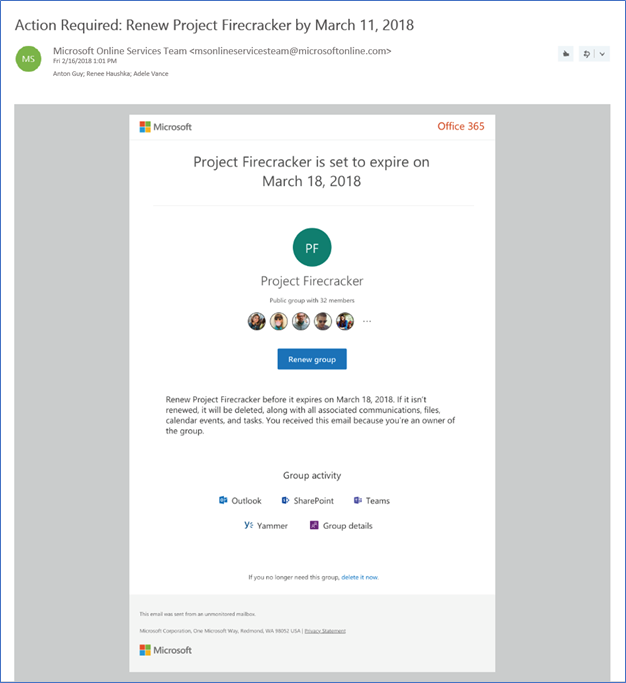 Action Required: Renew Project Firecracker by March 11, 2018
MS
Microsoft Online Services Team <msonlineservicesteam@microsoftonline.com>
Fri 2/16/2018 1:01 PM
Anton Guy; Renee Haushka; Adele Vance
Microsoft
Office 365
Project Firecracker is set to expire on
March 18, 2018
PF
Project Firecracker
Public group with 32 members
...
Renew group
Renew Project Firecracker before it expires on March 18, 2018. If it isn't
renewed, it will be deleted, along with all associated communications, files,
calendar events, and tasks. You received this email because you're an owner of
the group.
Group activity
Outlook SharePoint Teams
Yammer Group details
If you no longer need this group, delete it now.
This email was sent from an unmonitored mailbox.
Microsoft Corporation, One Microsoft Way, Redmond, WA 98052 USA | Privacy Statement
Microsoft